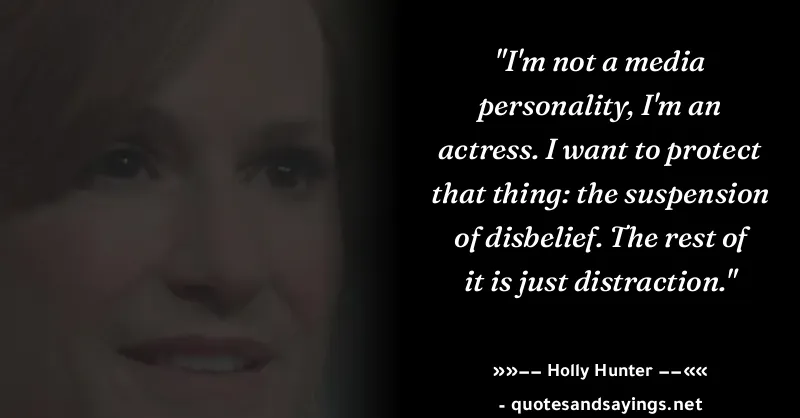 "I'm not a media
personality, I'm an
actress. I want to protect
that thing: the suspension
of disbelief. The rest of
it is just distraction."
»»–– Holly Hunter ––««
- quotesandsayings.net